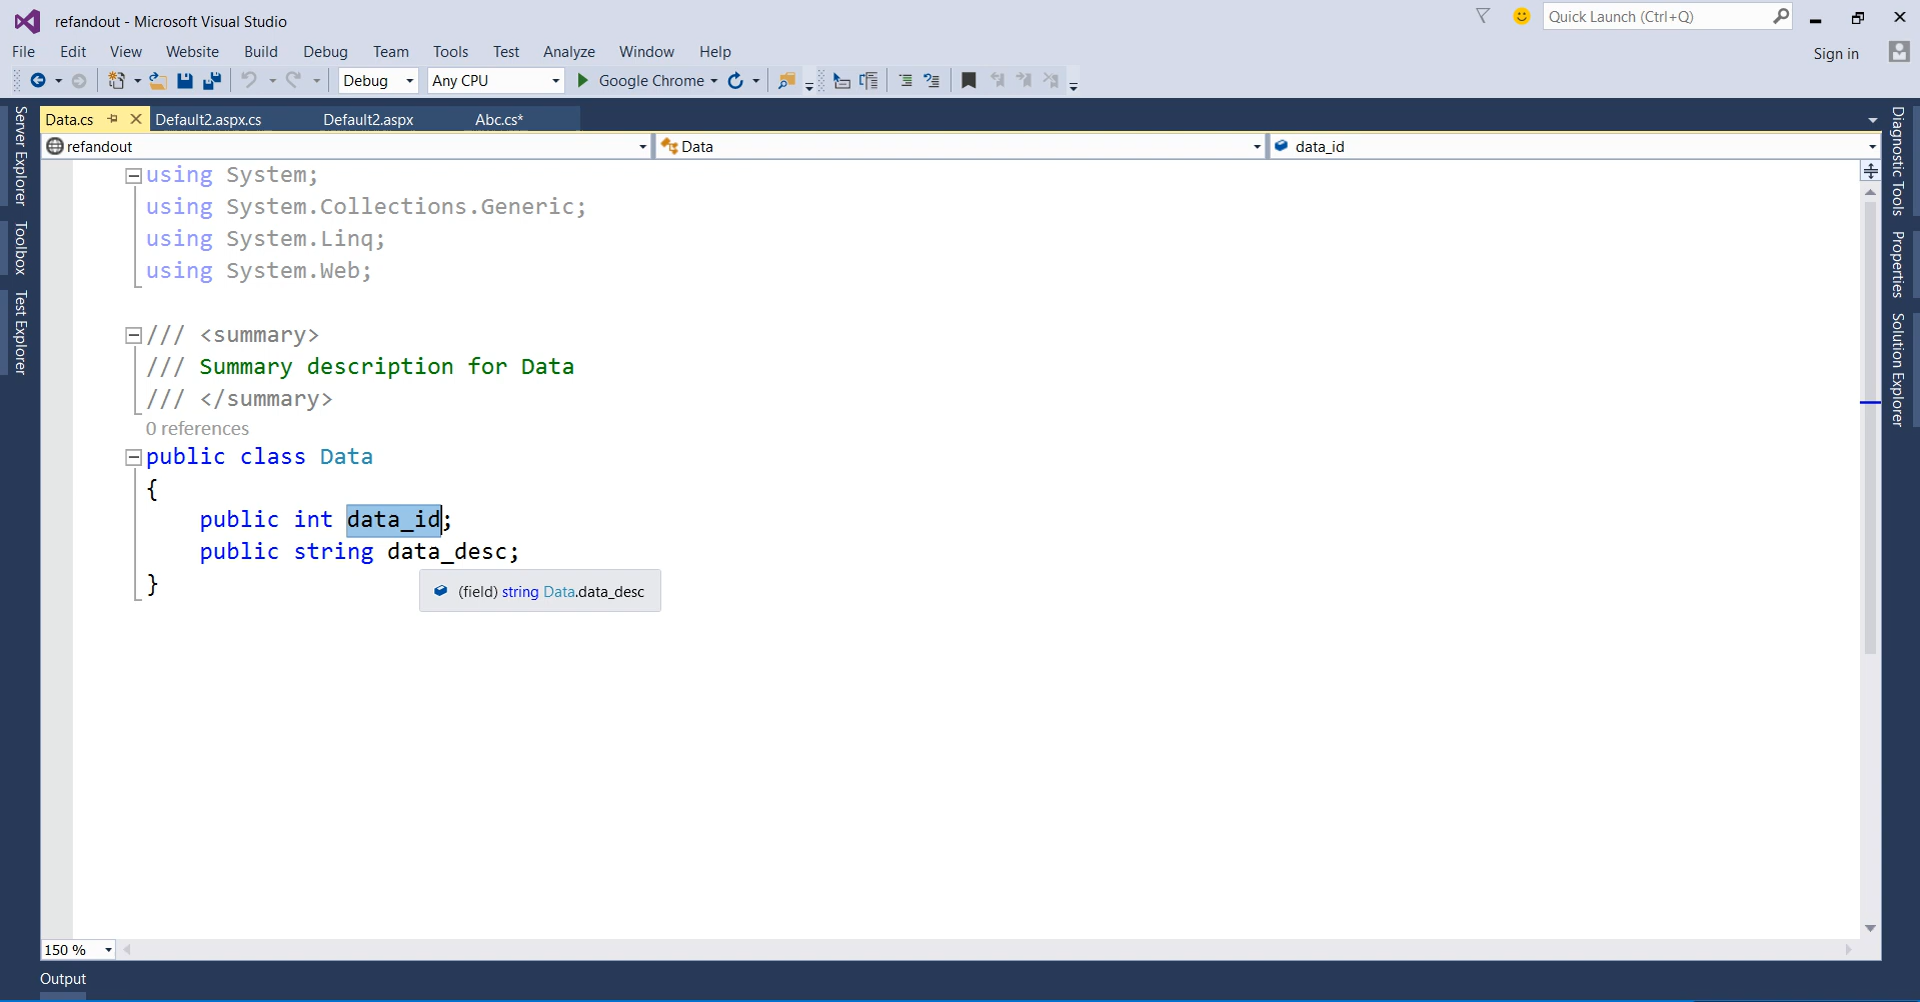 refandout - Microsoft Visual Studio
Quick Launch (Ctrl+Q)
File Edit View Website Build Debug Team Tools Test Analyze Window Help
Sign in
Debug Any CPU Google Chrome
Data.cs Default2.aspx.cs Default2.aspx Abc.cs*
refandout Data data_id
Server Explorer
Toolbox
Test Explorer
using System;
using System.Collections.Generic;
using System.Linq;
using System.Web;
/// <summary>
/// Summary description for Data
/// </summary>
0 references
public class Data
{
public int data_id;
public string data_desc;
}
(field) string Data.data_desc
Diagnostic Tools
Properties
Solution Explorer
150 %
Output